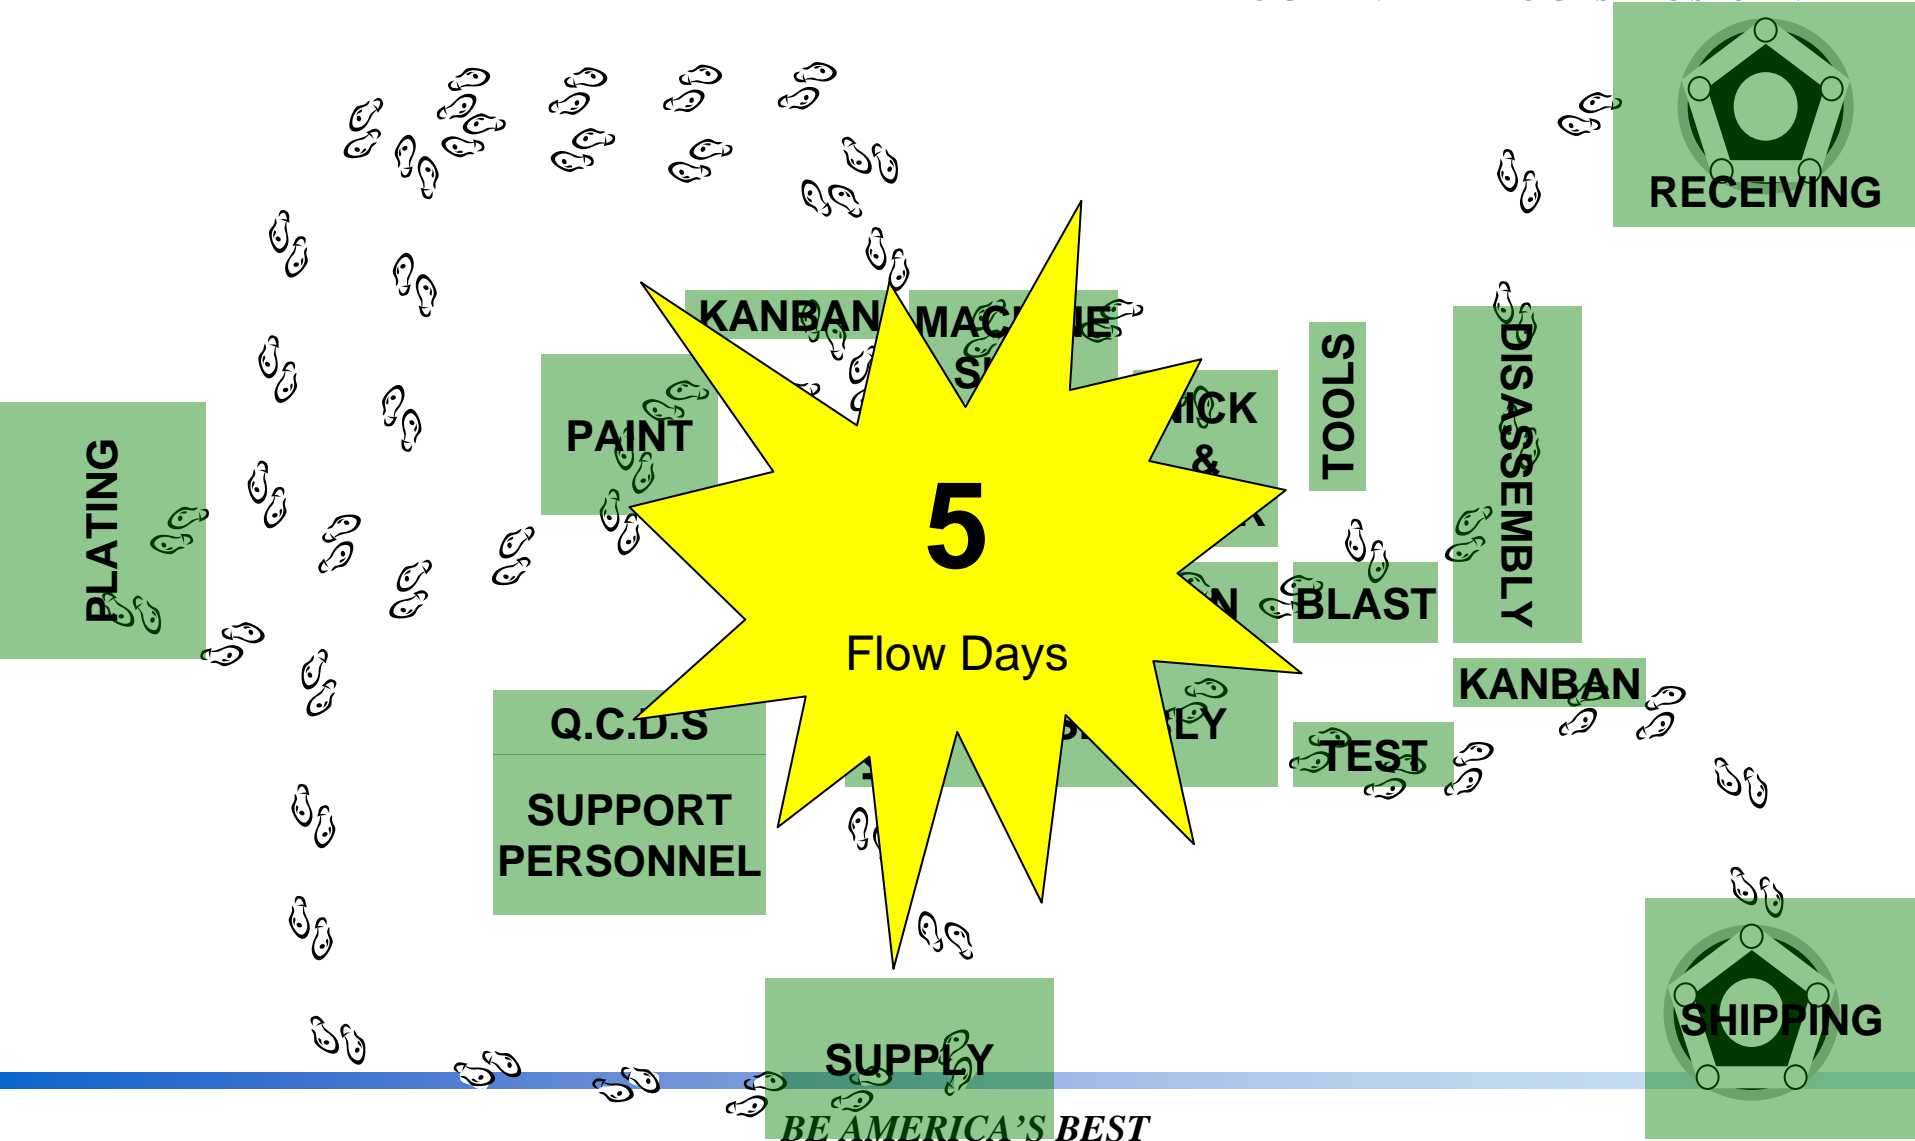 RECEIVING
KANBAN
TOOLS
DISASSEMBLY
PAINT
&
PLATING
5
BLAST
Flow Days
KANBAN
Q.C.D.S
TEST
SUPPORT
PERSONNEL
SHIPPING
SUPPLY
BE AMERICA’S BEST